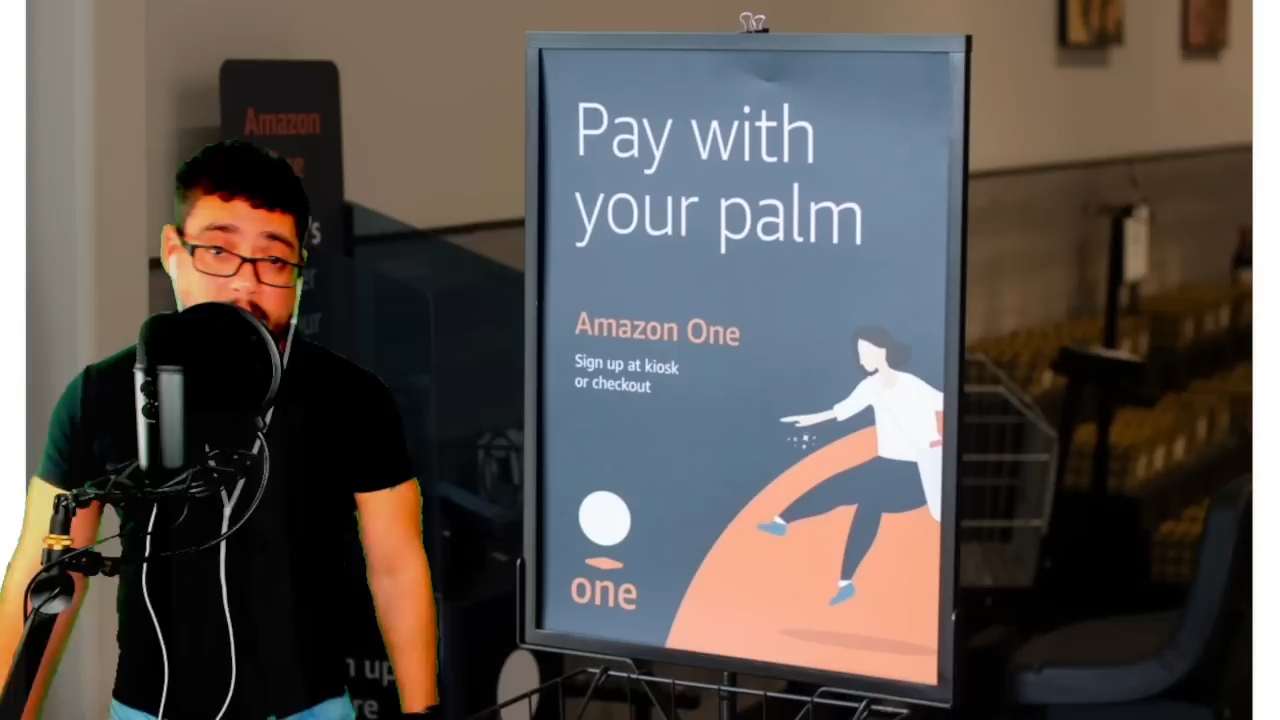 Pay with
your palm
Amazon One
Sign up at kiosk
or checkout
one
Amazon